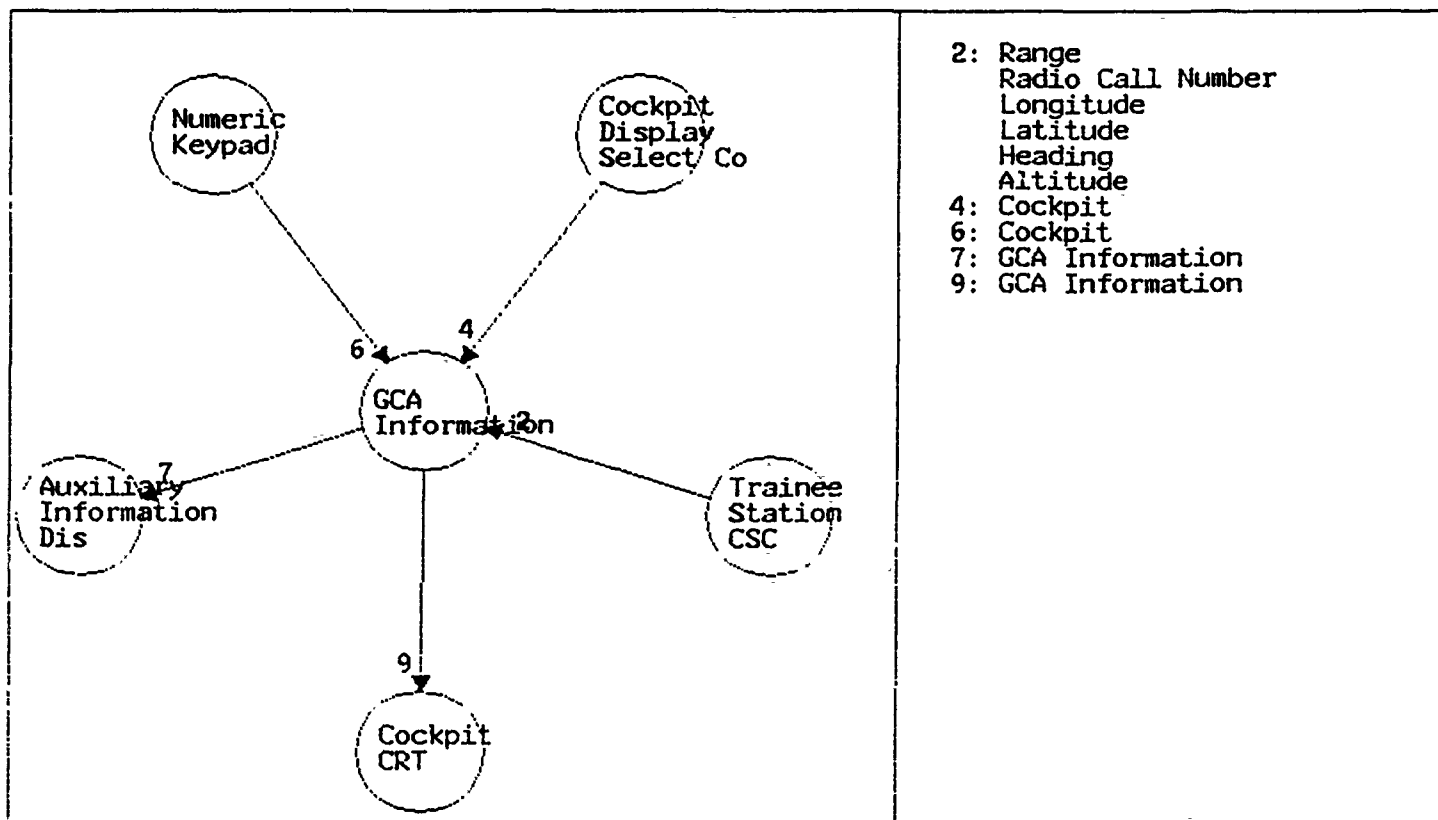 Numeric
Keypad
Cockpit
Display
Select Co
6
4
GCA
Information
2
7
Auxiliary
Information
Dis
Trainee
Station
CSC
9
Cockpit
CRT
2: Range
Radio Call Number
Longitude
Latitude
Heading
Altitude
4: Cockpit
6: Cockpit
7: GCA Information
9: GCA Information